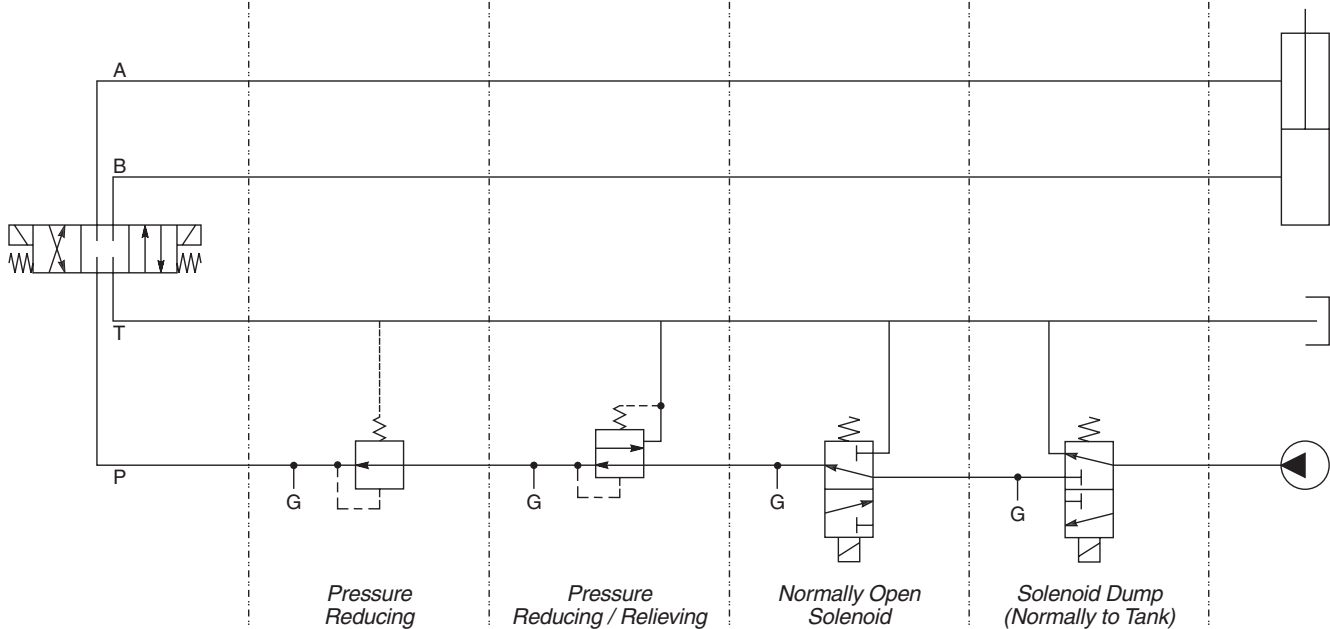 A
B
T
P
G
G
G
G
Pressure
Reducing
Pressure
Reducing / Relieving
Normally Open
Solenoid
Solenoid Dump
(Normally to Tank)